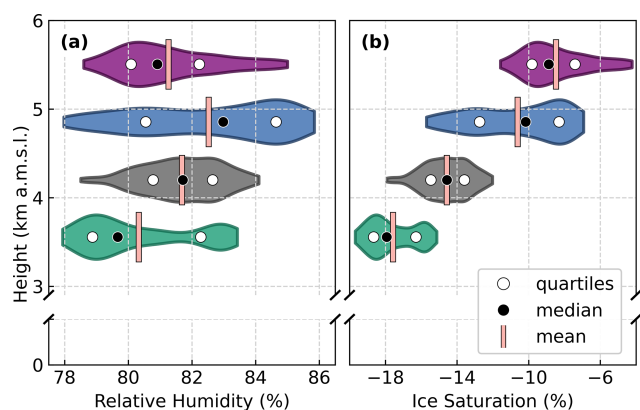 (a)
(b)
6
5
4
3
0
Height (km a.m.s.l.)
78
80
82
84
86
Relative Humidity (%)
−18
−14
−10
−6
Ice Saturation (%)
quartiles
median
mean